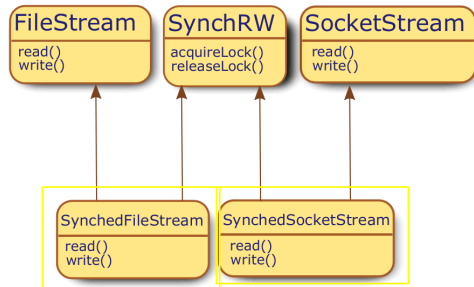 FileStream
read()
write()
SynchRW
acquireLock()
releaseLock()
SocketStream
read()
write()
SynchedFileStream
read()
write()
SynchedSocketStream
read()
write()